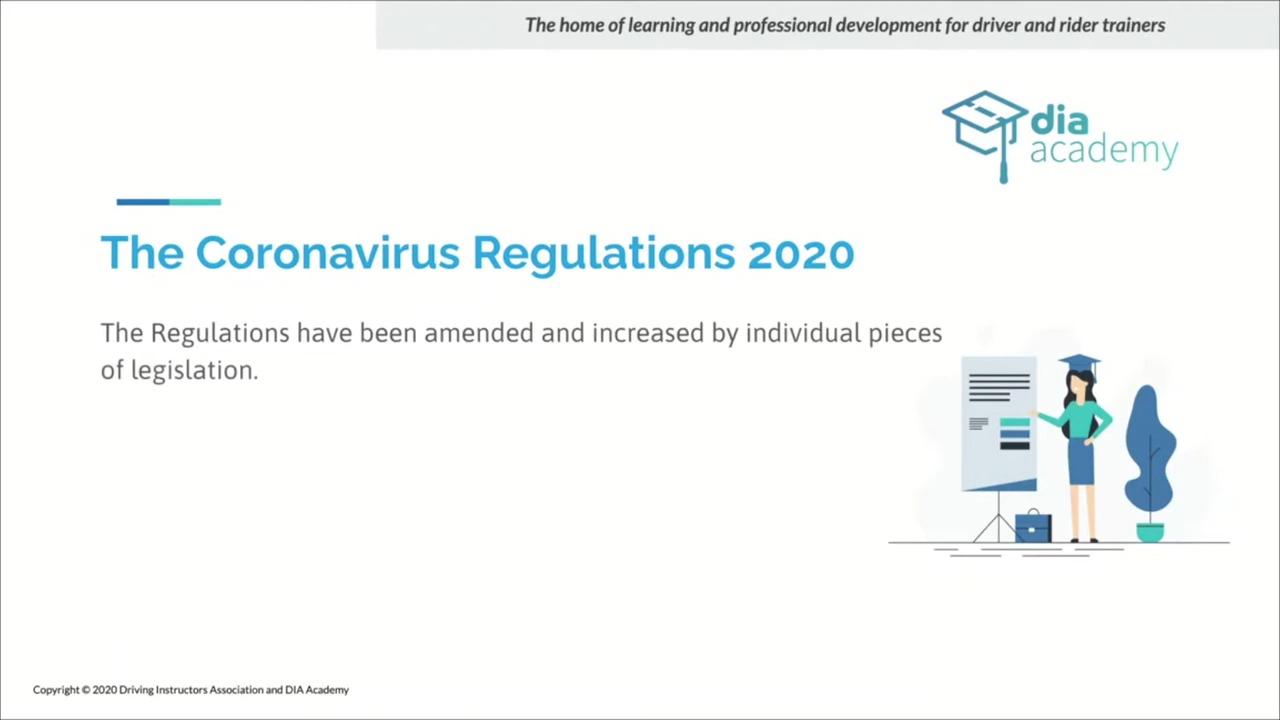 The home of learning and professional development for driver and rider trainers
dia
academy
The Coronavirus Regulations 2020
The Regulations have been amended and increased by individual pieces
of legislation.
Copyright © 2020 Driving Instructors Association and DIA Academy